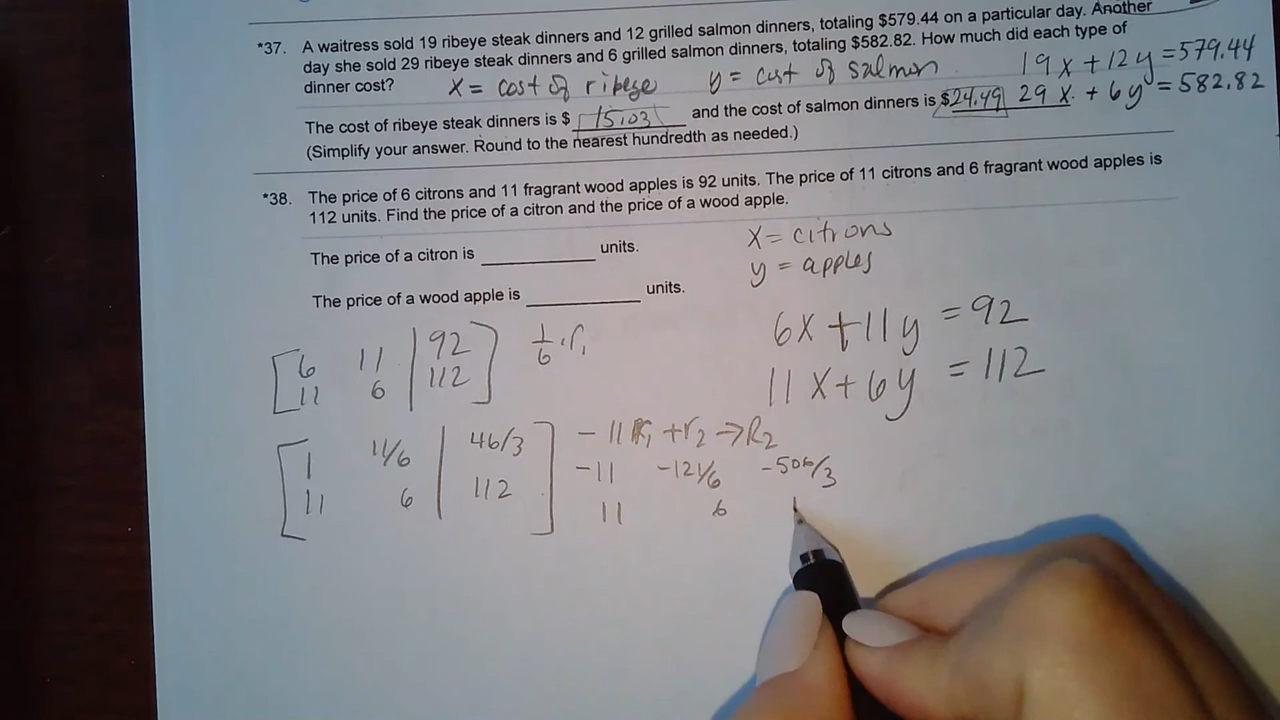 *37. A waitress sold 19 ribeye steak dinners and 12 grilled salmon dinners, totaling $579.44 on a particular day. Another
day she sold 29 ribeye steak dinners and 6 grilled salmon dinners, totaling $582.82. How much did each type of
dinner cost? x = cost of ribeye y = cost of salmon 19x+12y=579.44
The cost of ribeye steak dinners is $ 15.03 and the cost of salmon dinners is $24.49 29x + 6y = 582.82
(Simplify your answer. Round to the nearest hundredth as needed.)
*38. The price of 6 citrons and 11 fragrant wood apples is 92 units. The price of 11 citrons and 6 fragrant wood apples is
112 units. Find the price of a citron and the price of a wood apple.
The price of a citron is ____ units. x = citrons
y = apples
The price of a wood apple is ____ units.
6x+11y = 92
11x+6y = 112
[6 11 | 92] 1/6·r1
[11 6 | 112]
[1 11/6 | 46/3] -11R1+r2→R2
-11 -121/6 -506/3
[11 6 | 112]
11 6